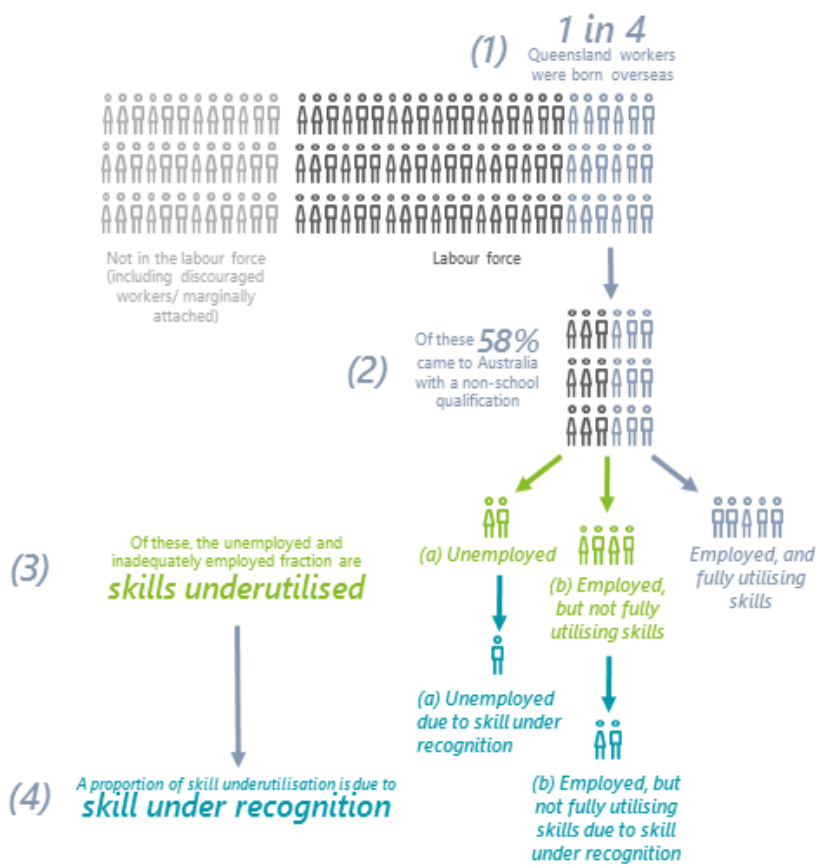 (1)
1 in 4
Queensland workers
were born overseas
Not in the labour force
(including discouraged
workers/ marginally
attached)
Labour force
(2)
Of these 58%
came to Australia
with a non-school
qualification
(3)
Of these, the unemployed and
inadequately employed fraction are
skills underutilised
(a) Unemployed
(b) Employed,
but not fully
utilising skills
Employed, and
fully utilising
skills
(a) Unemployed
due to skill under
recognition
(4)
A proportion of skill underutilisation is due to
skill under recognition
(b) Employed, but
not fully utilising
skills due to skill
under recognition